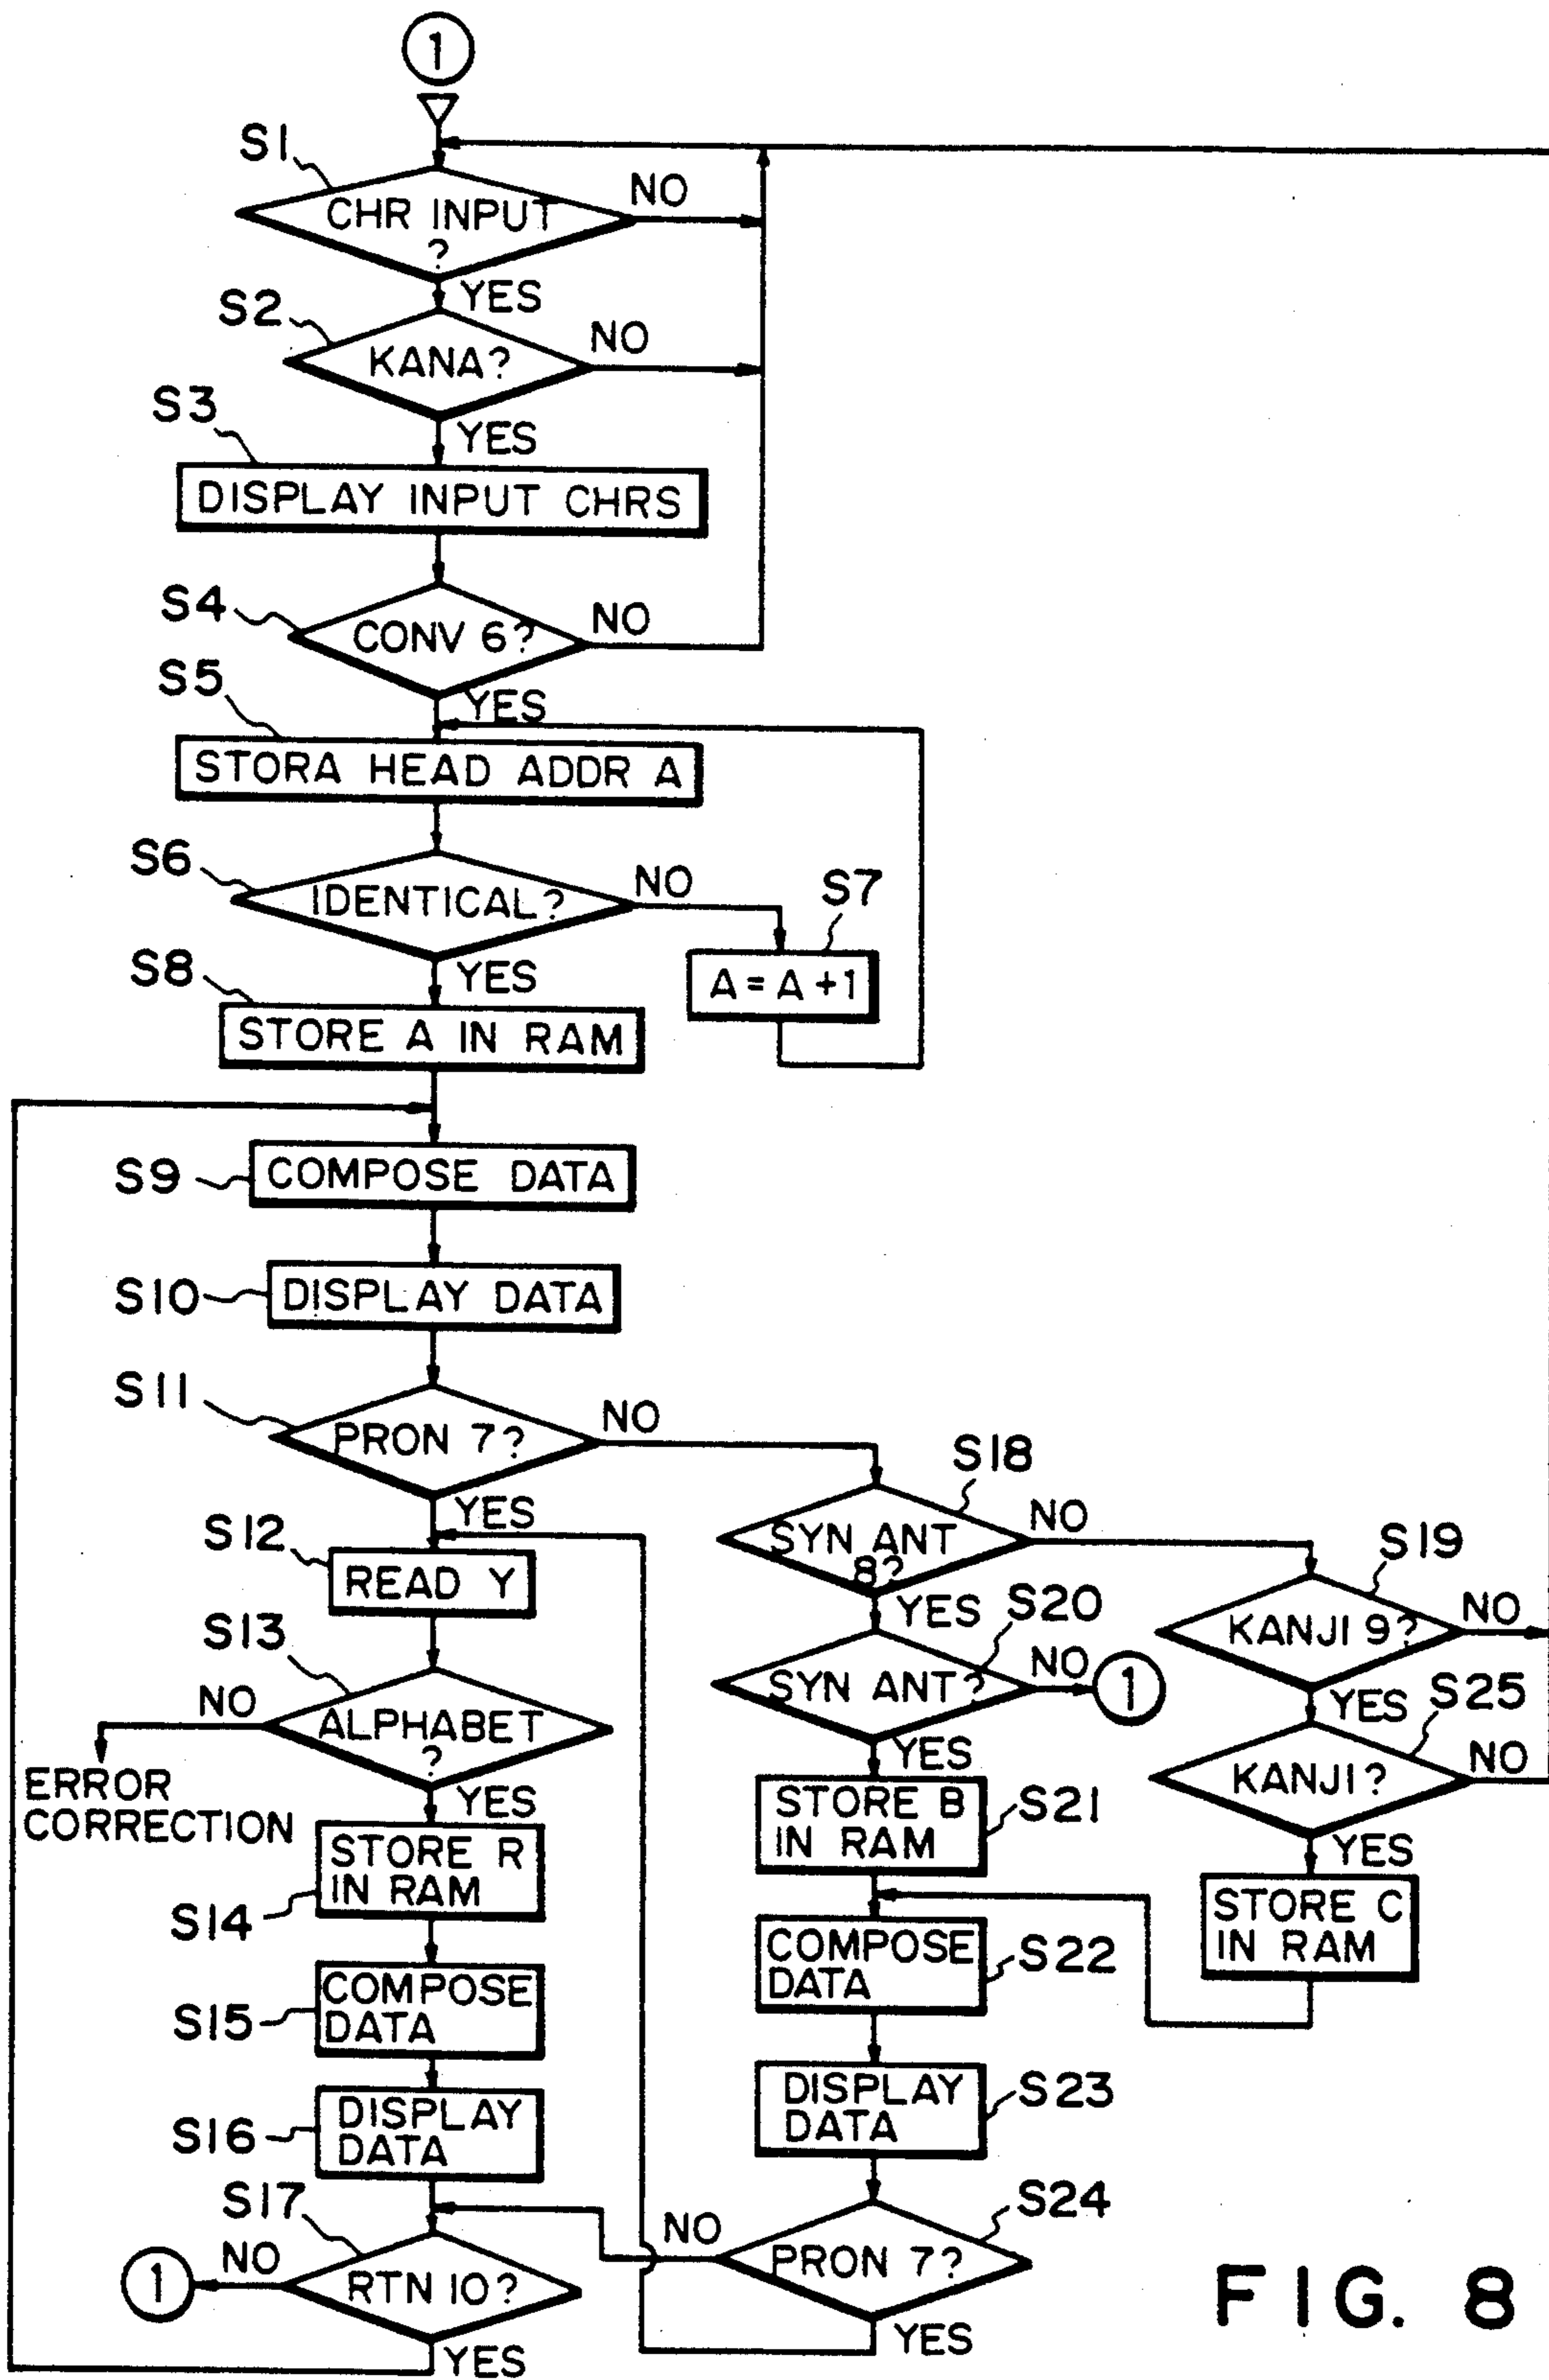 1
S1
CHR INPUT
?
NO
YES
S2
KANA?
NO
YES
S3
DISPLAY INPUT CHRS
S4
CONV 6?
NO
YES
S5
STORA HEAD ADDR A
S6
IDENTICAL?
NO
S7
A = A +1
YES
S8
STORE A IN RAM
S9
COMPOSE DATA
S10
DISPLAY DATA
S11
PRON 7?
NO
YES
S12
READ Y
S13
ALPHABET
?
NO
ERROR
CORRECTION
YES
S14
STORE R
IN RAM
S15
COMPOSE
DATA
S16
DISPLAY
DATA
S17
RTN 10?
NO
1
YES
S18
SYN ANT
8?
NO
YES
S20
SYN ANT?
NO
1
YES
S21
STORE B
IN RAM
S22
COMPOSE
DATA
S23
DISPLAY
DATA
S24
PRON 7?
NO
YES
S19
KANJI 9?
NO
YES
S25
KANJI?
NO
YES
STORE C
IN RAM
FIG. 8